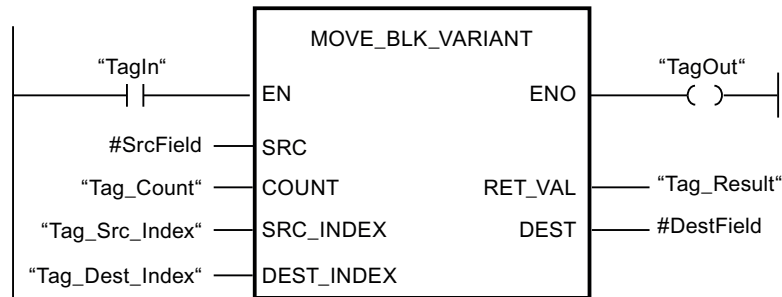 MOVE_BLK_VARIANT
“TagIn“ “TagOut“
EN ENO
#SrcField SRC
“Tag_Count“ COUNT RET_VAL “Tag_Result“
“Tag_Src_Index“ SRC_INDEX DEST #DestField
“Tag_Dest_Index“ DEST_INDEX